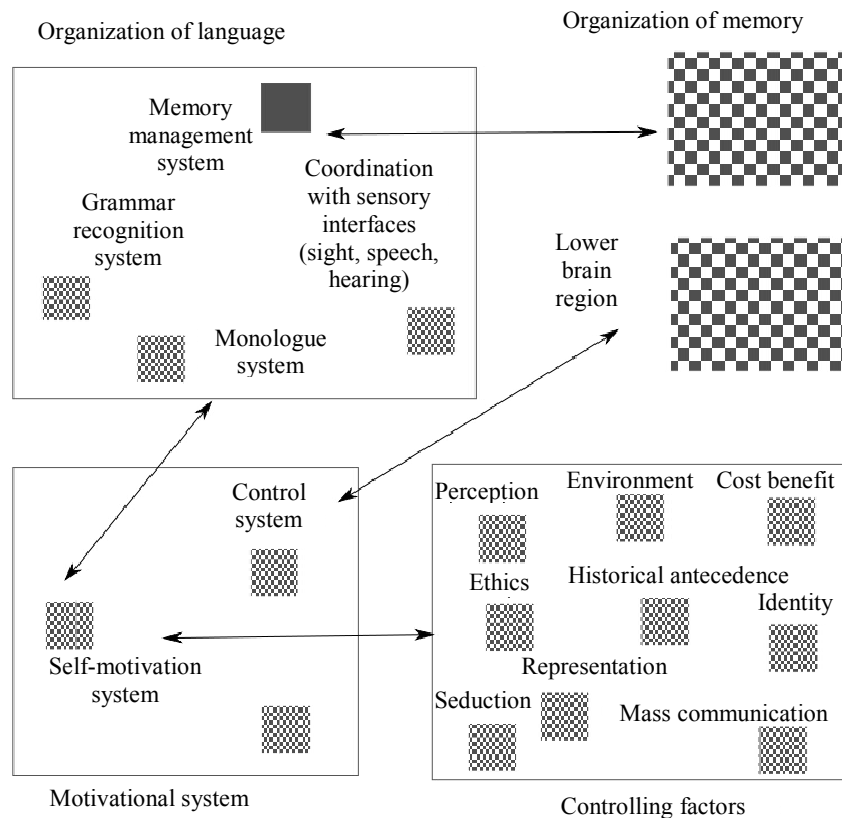 Organization of language
Organization of memory
Memory
management
system
Coordination
with sensory
interfaces
(sight, speech,
hearing)
Grammar
recognition
system
Monologue
system
Lower
brain
region
Control
system
Self-motivation
system
Motivational system
Perception
Environment
Cost benefit
Ethics
Historical antecedence
Identity
Representation
Seduction
Mass communication
Controlling factors